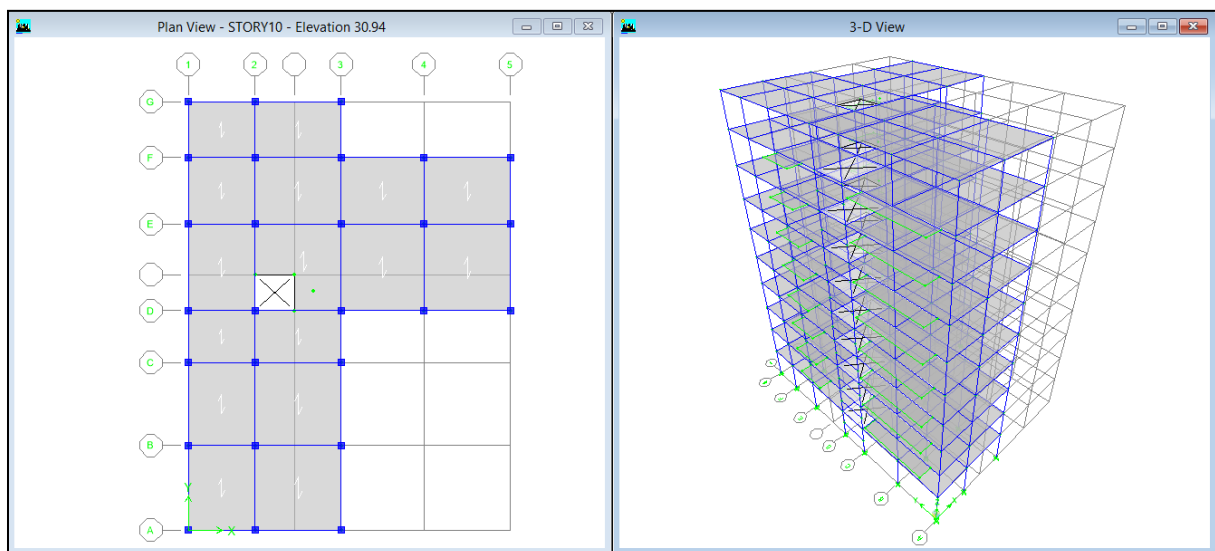 Plan View - STORY10 - Elevation 30.94
1 2 3 4 5
G
F
E
D
C
B
A
Y
X
3-D View